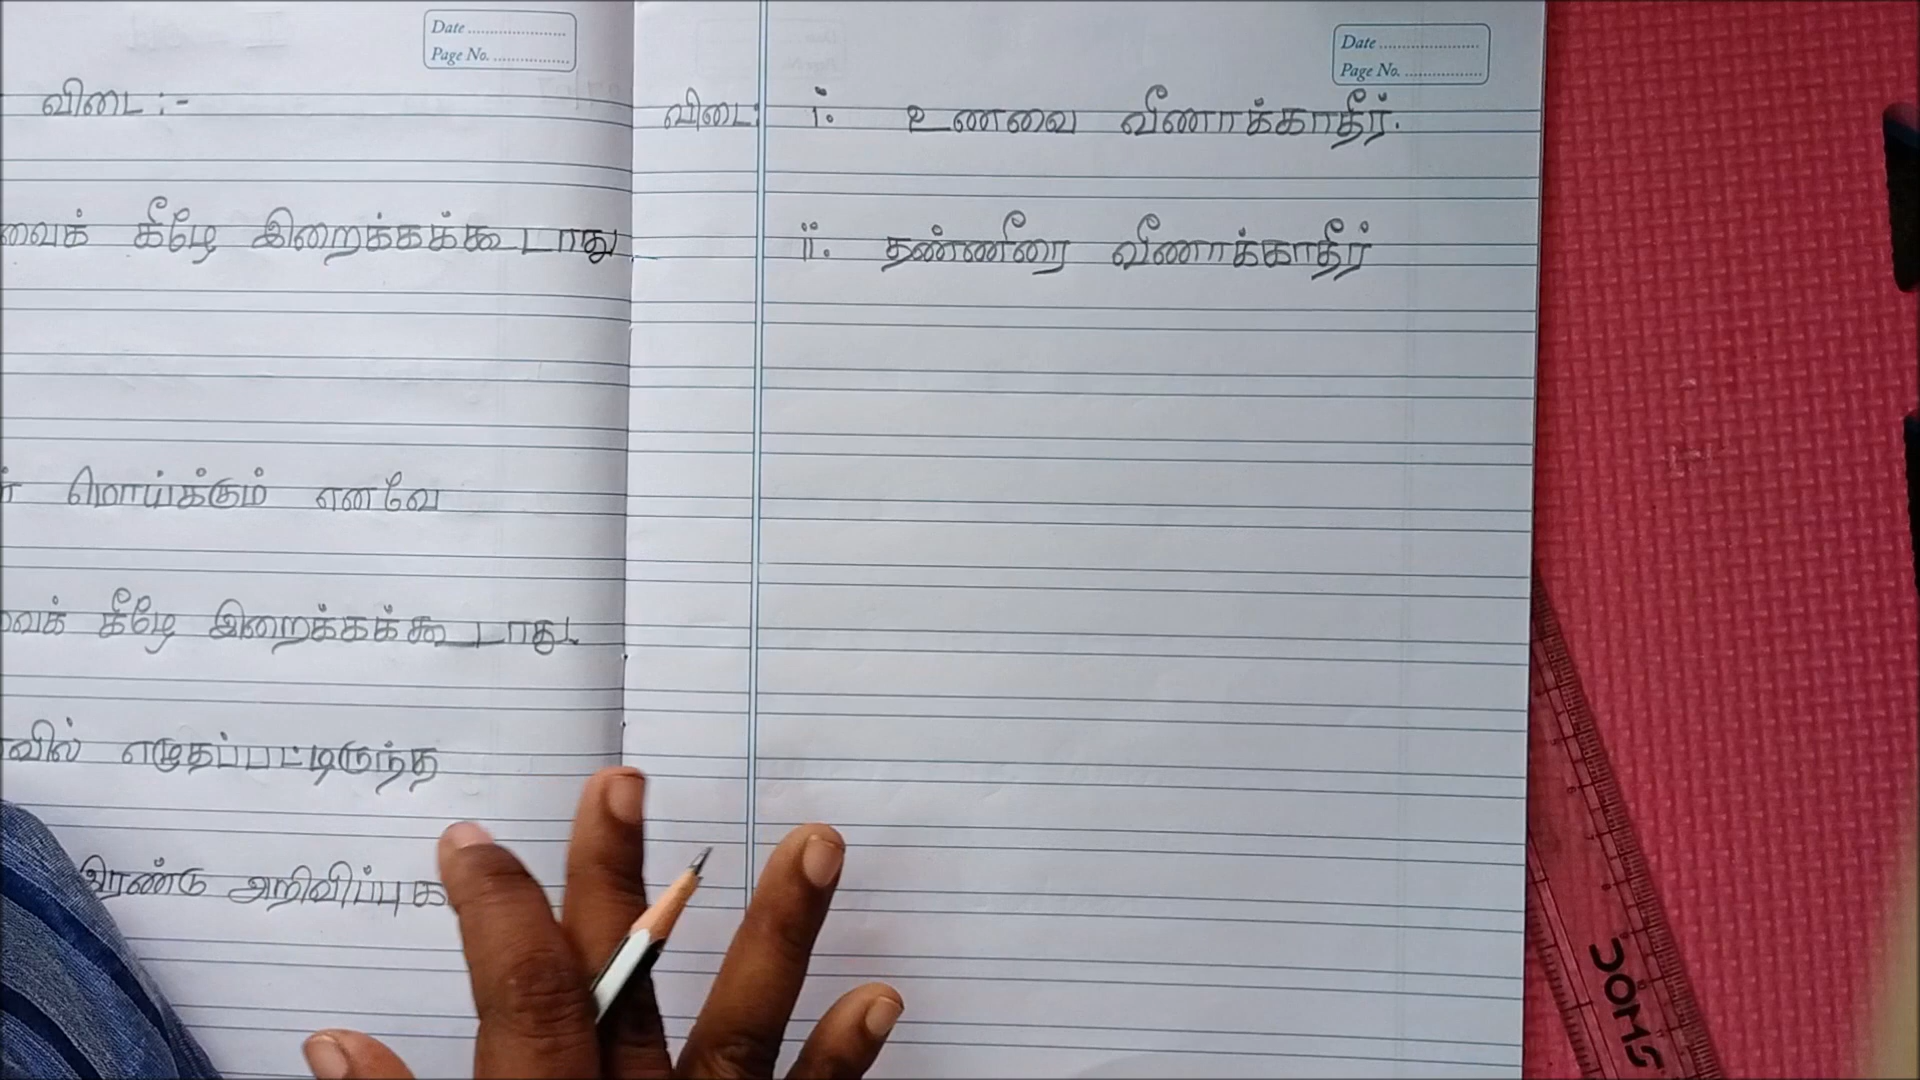 Date
Page No.
விடை :-
வைக் கீழே இறைக்கக்கூடாது
மொய்க்கும் எனவே
வைக் கீழே இறைக்கக்கூடாது.
வில் எழுதப்பட்டிருந்த
இரண்டு அறிவிப்புக
Date
Page No.
விடை: i. உணவை வீணாக்காதீர்.
ii. தண்ணீரை வீணாக்காதீர்
DOMS